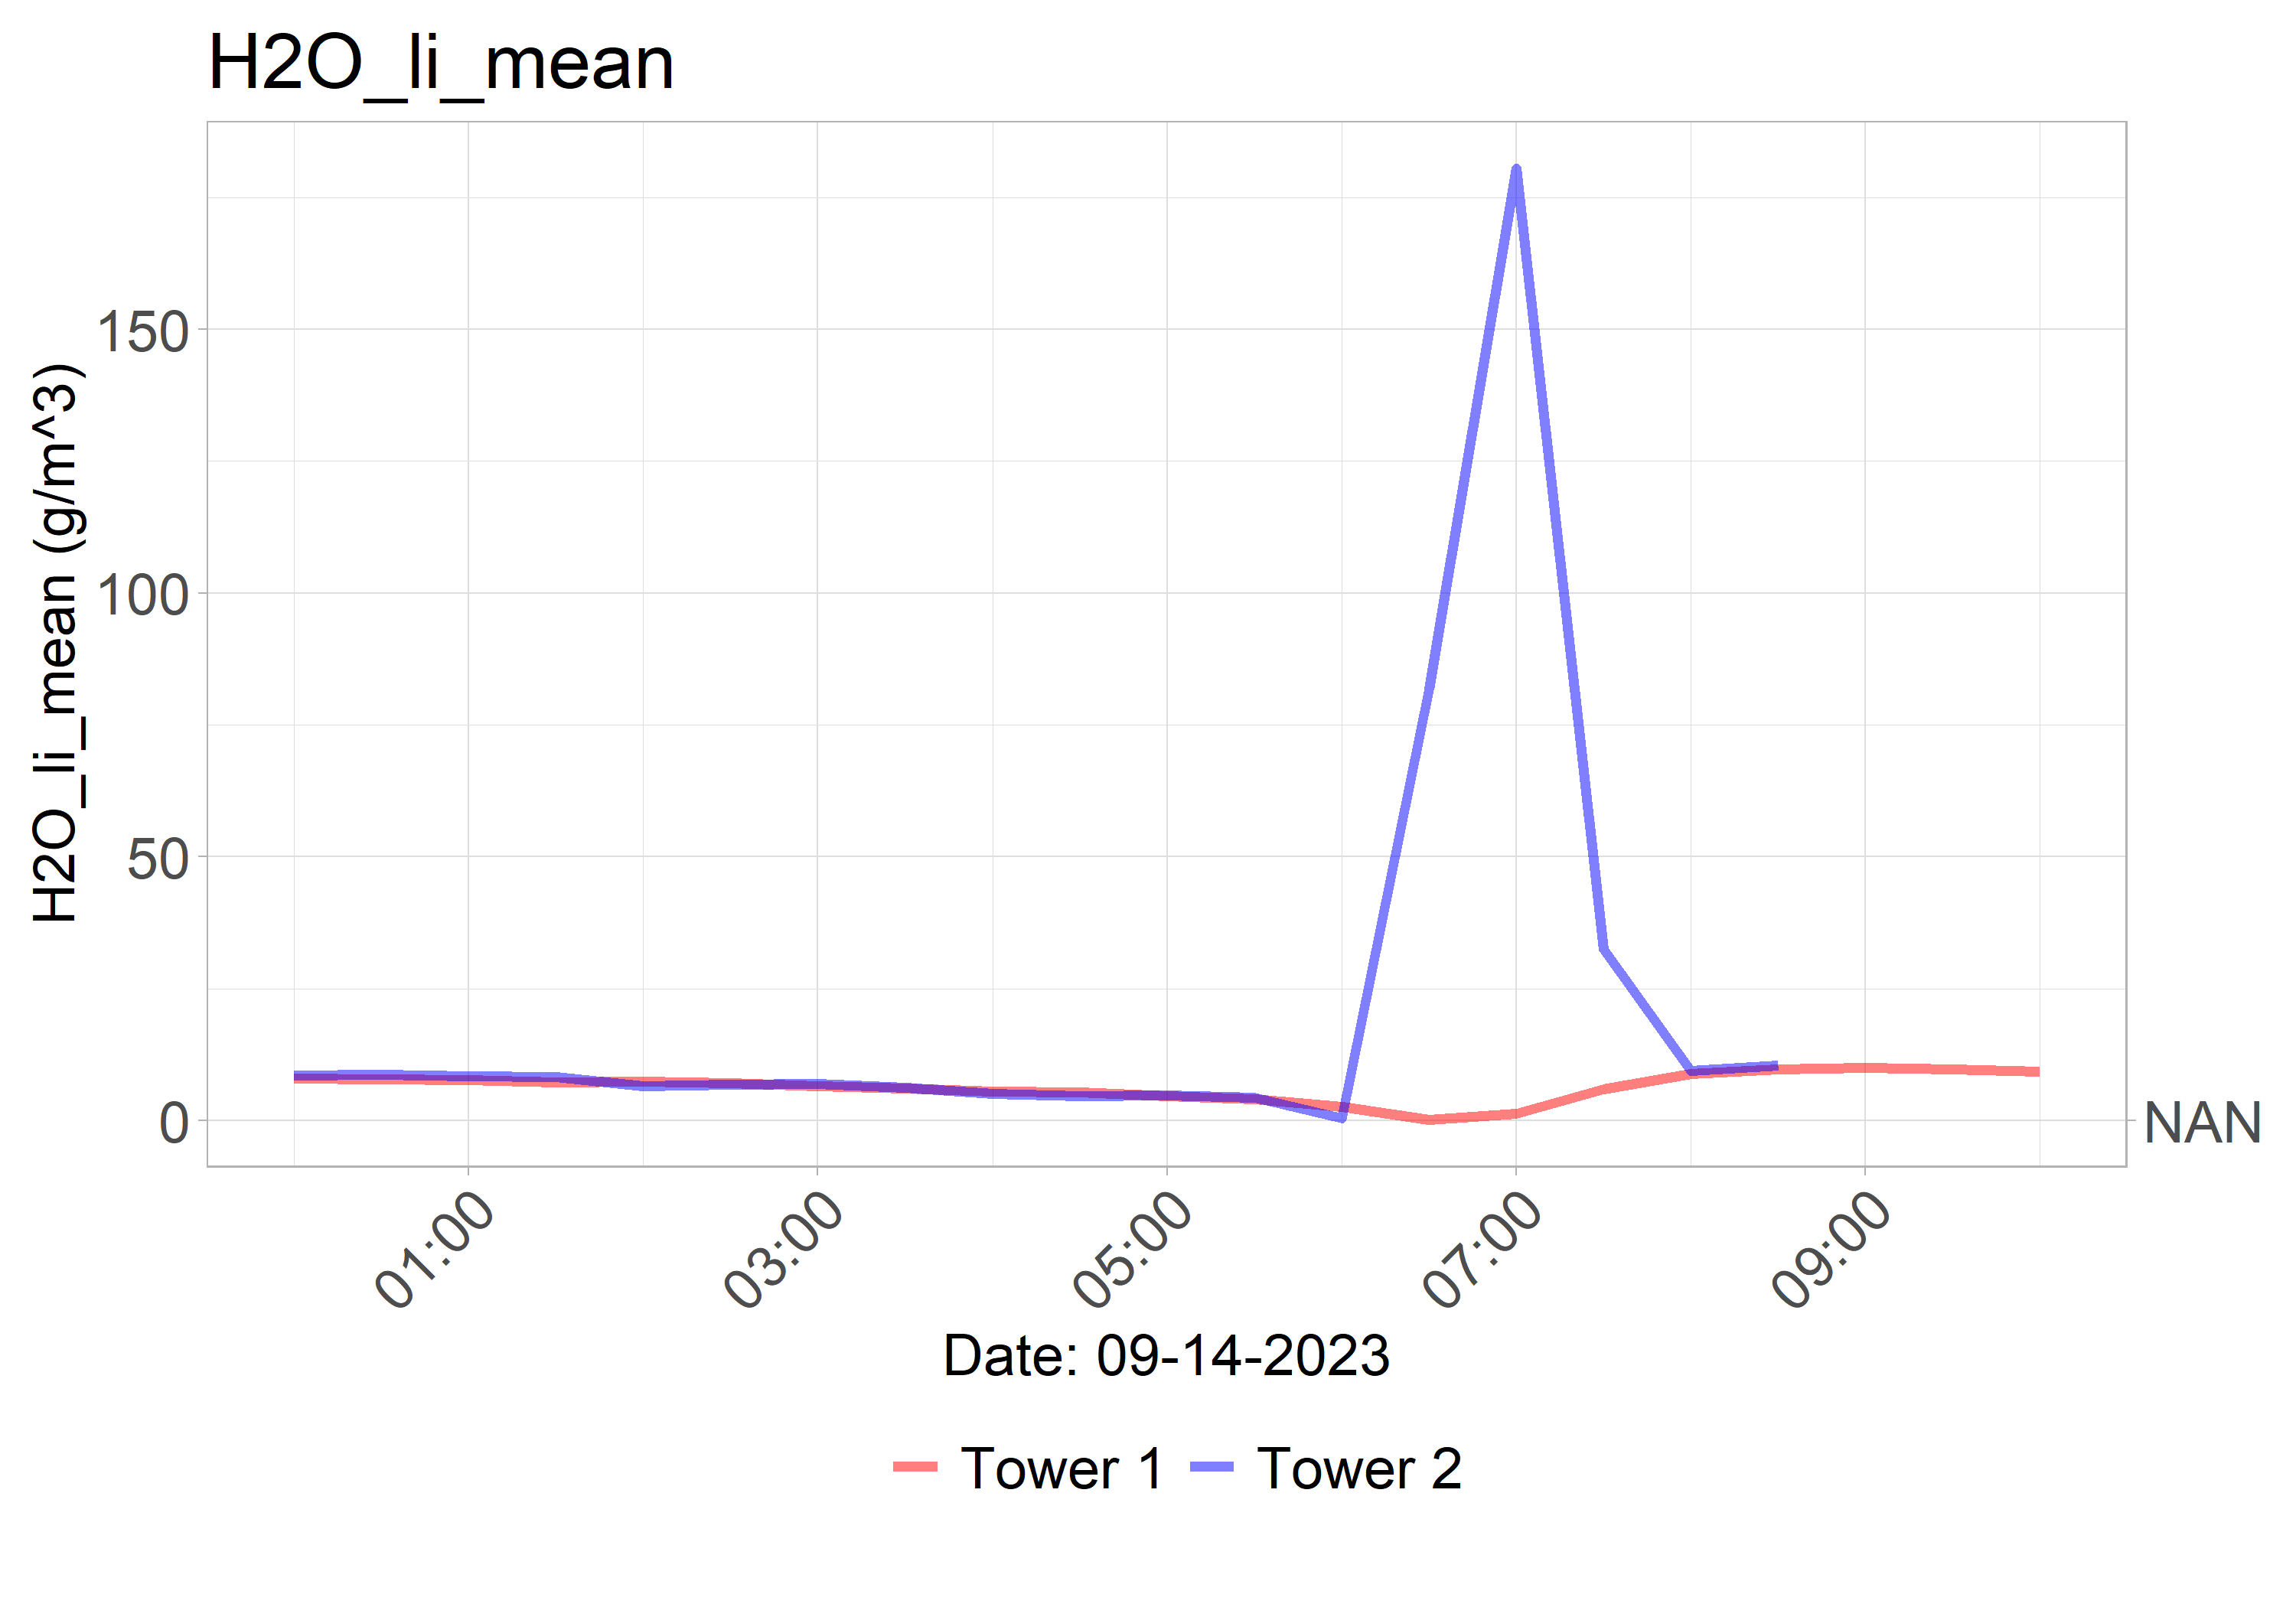 H2O_li_mean
H2O_li_mean (g/m^3)
150
100
50
0
NAN
01:00
03:00
05:00
07:00
09:00
Date: 09-14-2023
Tower 1
Tower 2